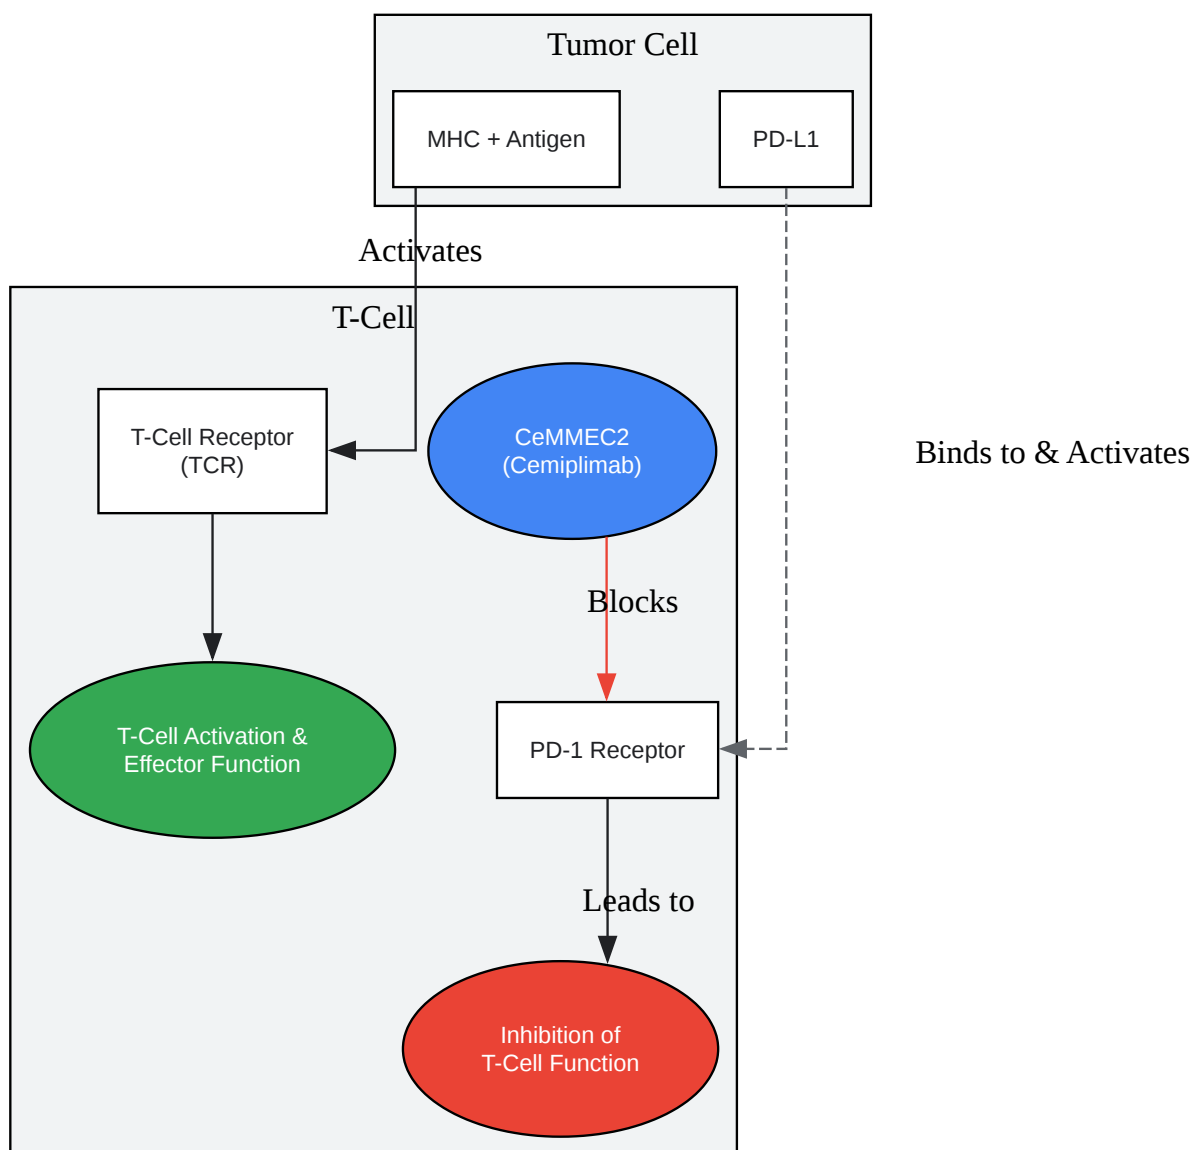 Tumor Cell
MHC + Antigen
PD-L1
Activates
T-Cell
T-Cell Receptor
(TCR)
CeMMEC2
(Cemiplimab)
Binds to & Activates
Blocks
T-Cell Activation &
Effector Function
PD-1 Receptor
Leads to
Inhibition of
T-Cell Function